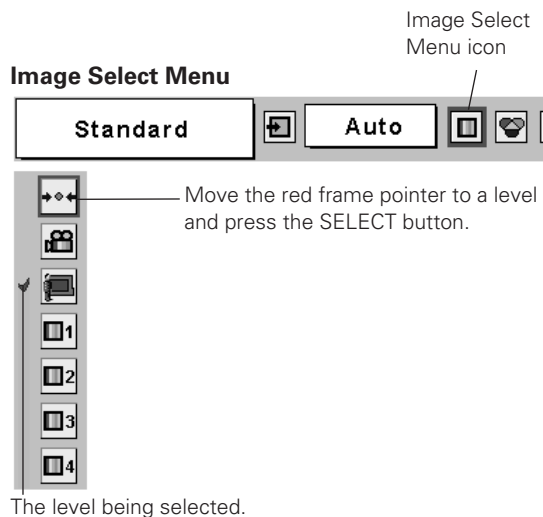 Image Select
Menu icon
Image Select Menu
Standard
Auto
Move the red frame pointer to a level
and press the SELECT button.
1
2
3
4
The level being selected.